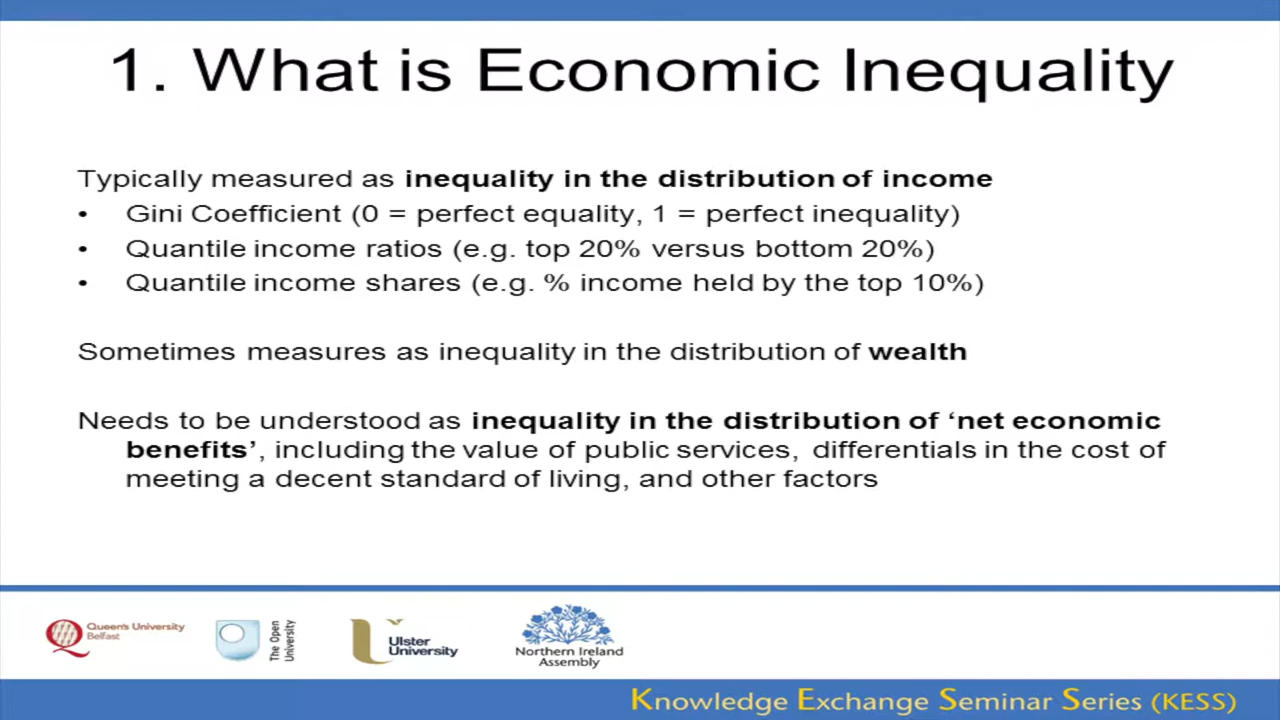 1. What is Economic Inequality
Typically measured as inequality in the distribution of income
• Gini Coefficient (0 = perfect equality, 1 = perfect inequality)
• Quantile income ratios (e.g. top 20% versus bottom 20%)
• Quantile income shares (e.g. % income held by the top 10%)
Sometimes measures as inequality in the distribution of wealth
Needs to be understood as inequality in the distribution of ‘net economic
benefits’, including the value of public services, differentials in the cost of
meeting a decent standard of living, and other factors
Queen's University
Belfast
The Open
University
Ulster
University
Northern Ireland
Assembly
Knowledge Exchange Seminar Series (KESS)